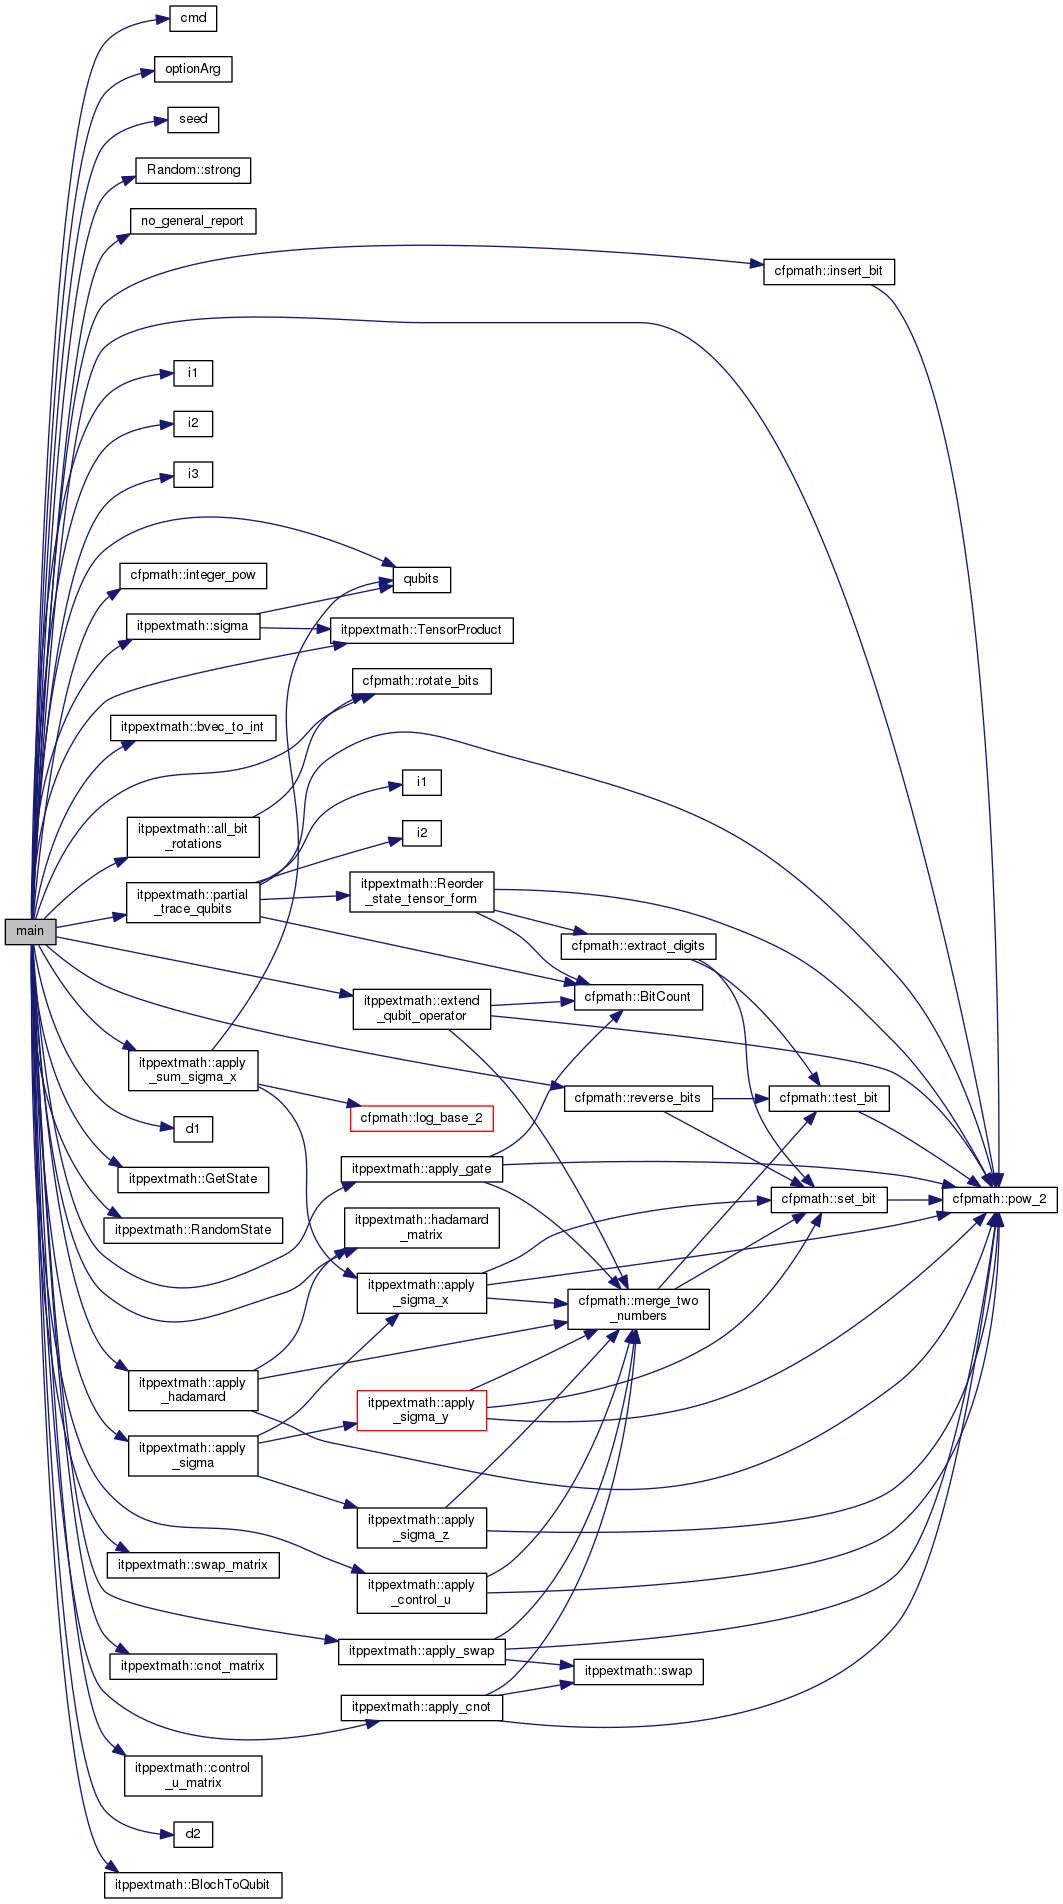 cmd
optionArg
seed
Random::strong
no_general_report
cfpmath::insert_bit
i1
i2
i3
cfpmath::integer_pow
qubits
itppextmath::sigma
itppextmath::TensorProduct
cfpmath::rotate_bits
itppextmath::bvec_to_int
i1
itppextmath::all_bit
_rotations
i2
itppextmath::partial
_trace_qubits
itppextmath::Reorder
_state_tensor_form
main
cfpmath::extract_digits
cfpmath::BitCount
itppextmath::extend
_qubit_operator
itppextmath::apply
_sum_sigma_x
cfpmath::reverse_bits
cfpmath::test_bit
cfpmath::log_base_2
d1
itppextmath::apply_gate
itppextmath::GetState
cfpmath::set_bit
cfpmath::pow_2
itppextmath::hadamard
_matrix
itppextmath::RandomState
itppextmath::apply
_sigma_x
cfpmath::merge_two
_numbers
itppextmath::apply
_hadamard
itppextmath::apply
_sigma_y
itppextmath::apply
_sigma
itppextmath::apply
_sigma_z
itppextmath::swap_matrix
itppextmath::apply
_control_u
itppextmath::apply_swap
itppextmath::cnot_matrix
itppextmath::swap
itppextmath::apply_cnot
itppextmath::control
_u_matrix
d2
itppextmath::BlochToQubit